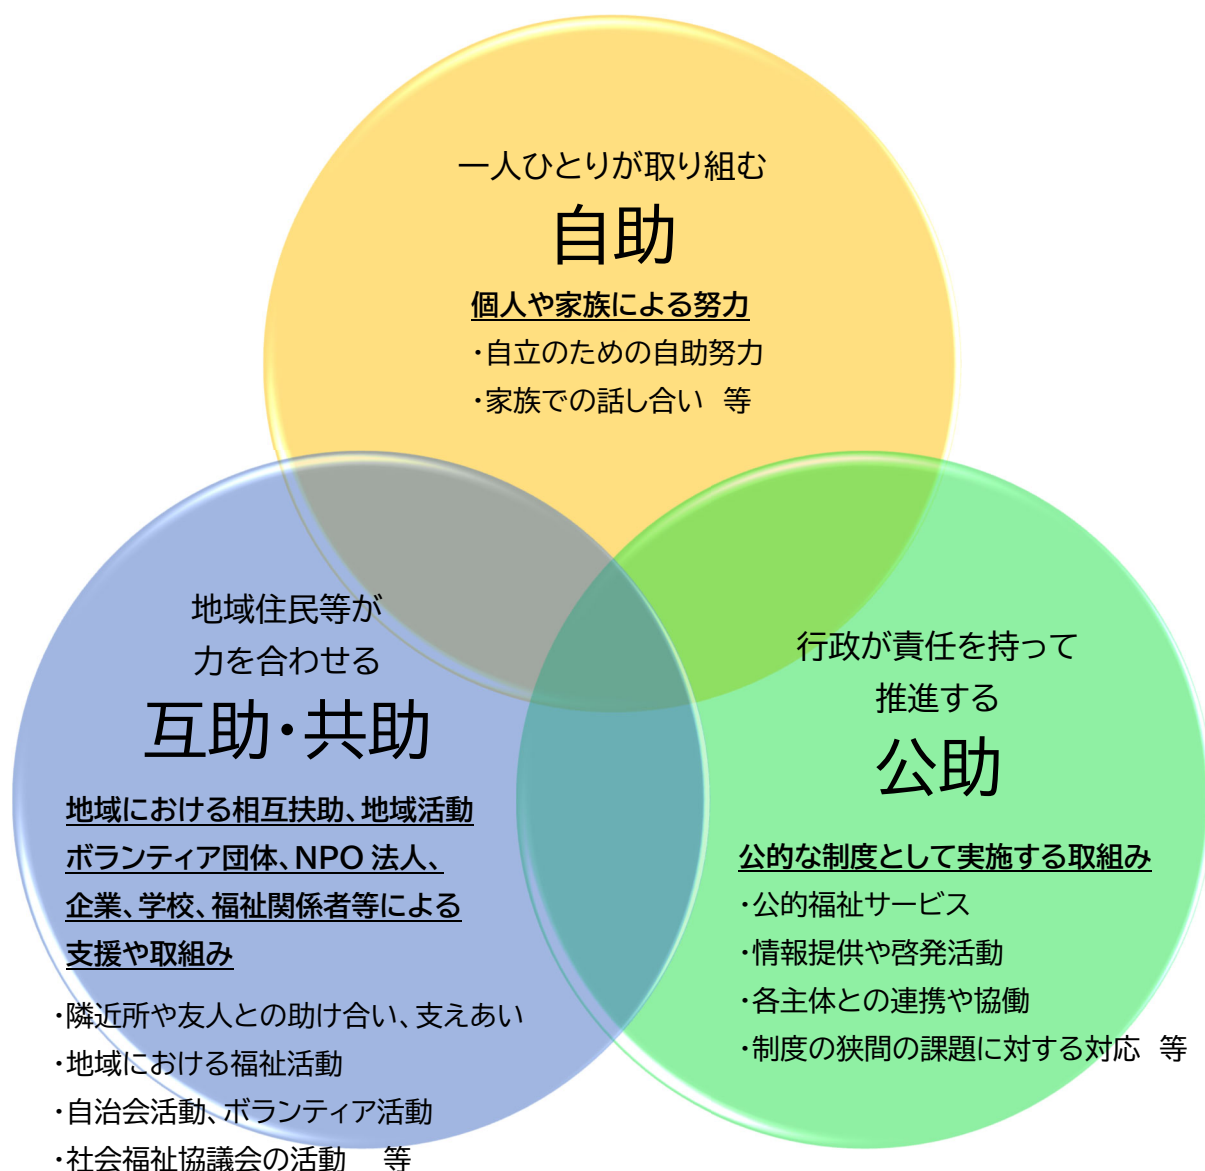 一人ひとりが取り組む
自助
個人や家族による努力
・自立のための自助努力
・家族での話し合い　等
地域住民等が
力を合わせる
互助・共助
地域における相互扶助、地域活動
ボランティア団体、NPO 法人、
企業、学校、福祉関係者等による
支援や取組み
・隣近所や友人との助け合い、支えあい
・地域における福祉活動
・自治会活動、ボランティア活動
・社会福祉協議会の活動　等
行政が責任を持って
推進する
公助
公的な制度として実施する取組み
・公的福祉サービス
・情報提供や啓発活動
・各主体との連携や協働
・制度の狭間の課題に対する対応　等